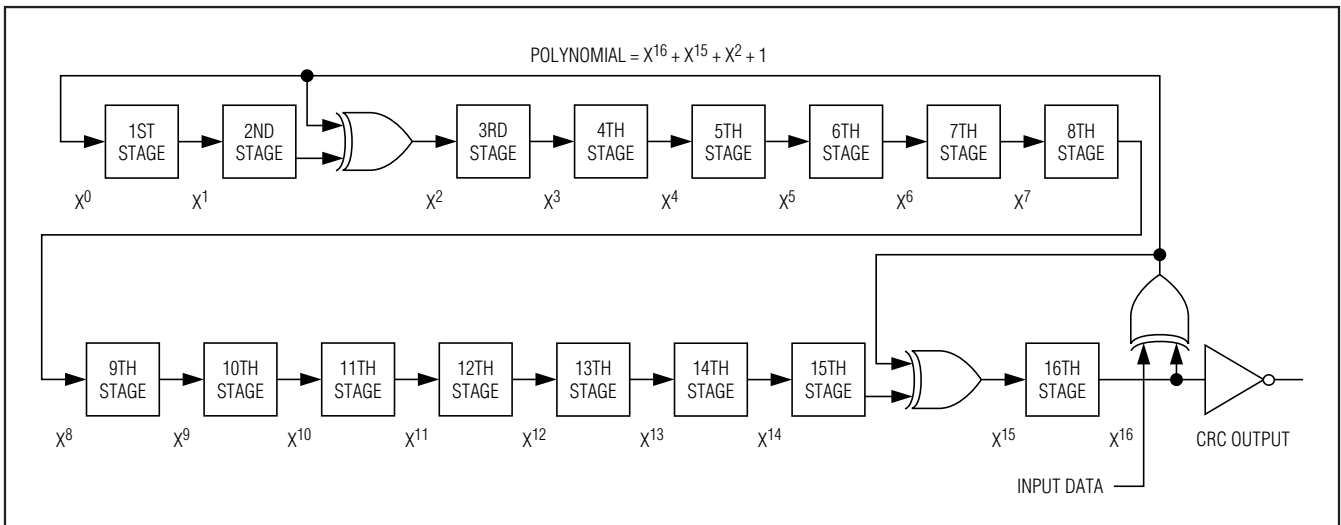 POLYNOMIAL = X¹⁶ + X¹⁵ + X² + 1
1ST
STAGE
2ND
STAGE
3RD
STAGE
4TH
STAGE
5TH
STAGE
6TH
STAGE
7TH
STAGE
8TH
STAGE
X⁰
X¹
X²
X³
X⁴
X⁵
X⁶
X⁷
9TH
STAGE
10TH
STAGE
11TH
STAGE
12TH
STAGE
13TH
STAGE
14TH
STAGE
15TH
STAGE
16TH
STAGE
X⁸
X⁹
X¹⁰
X¹¹
X¹²
X¹³
X¹⁴
X¹⁵
X¹⁶
CRC OUTPUT
INPUT DATA